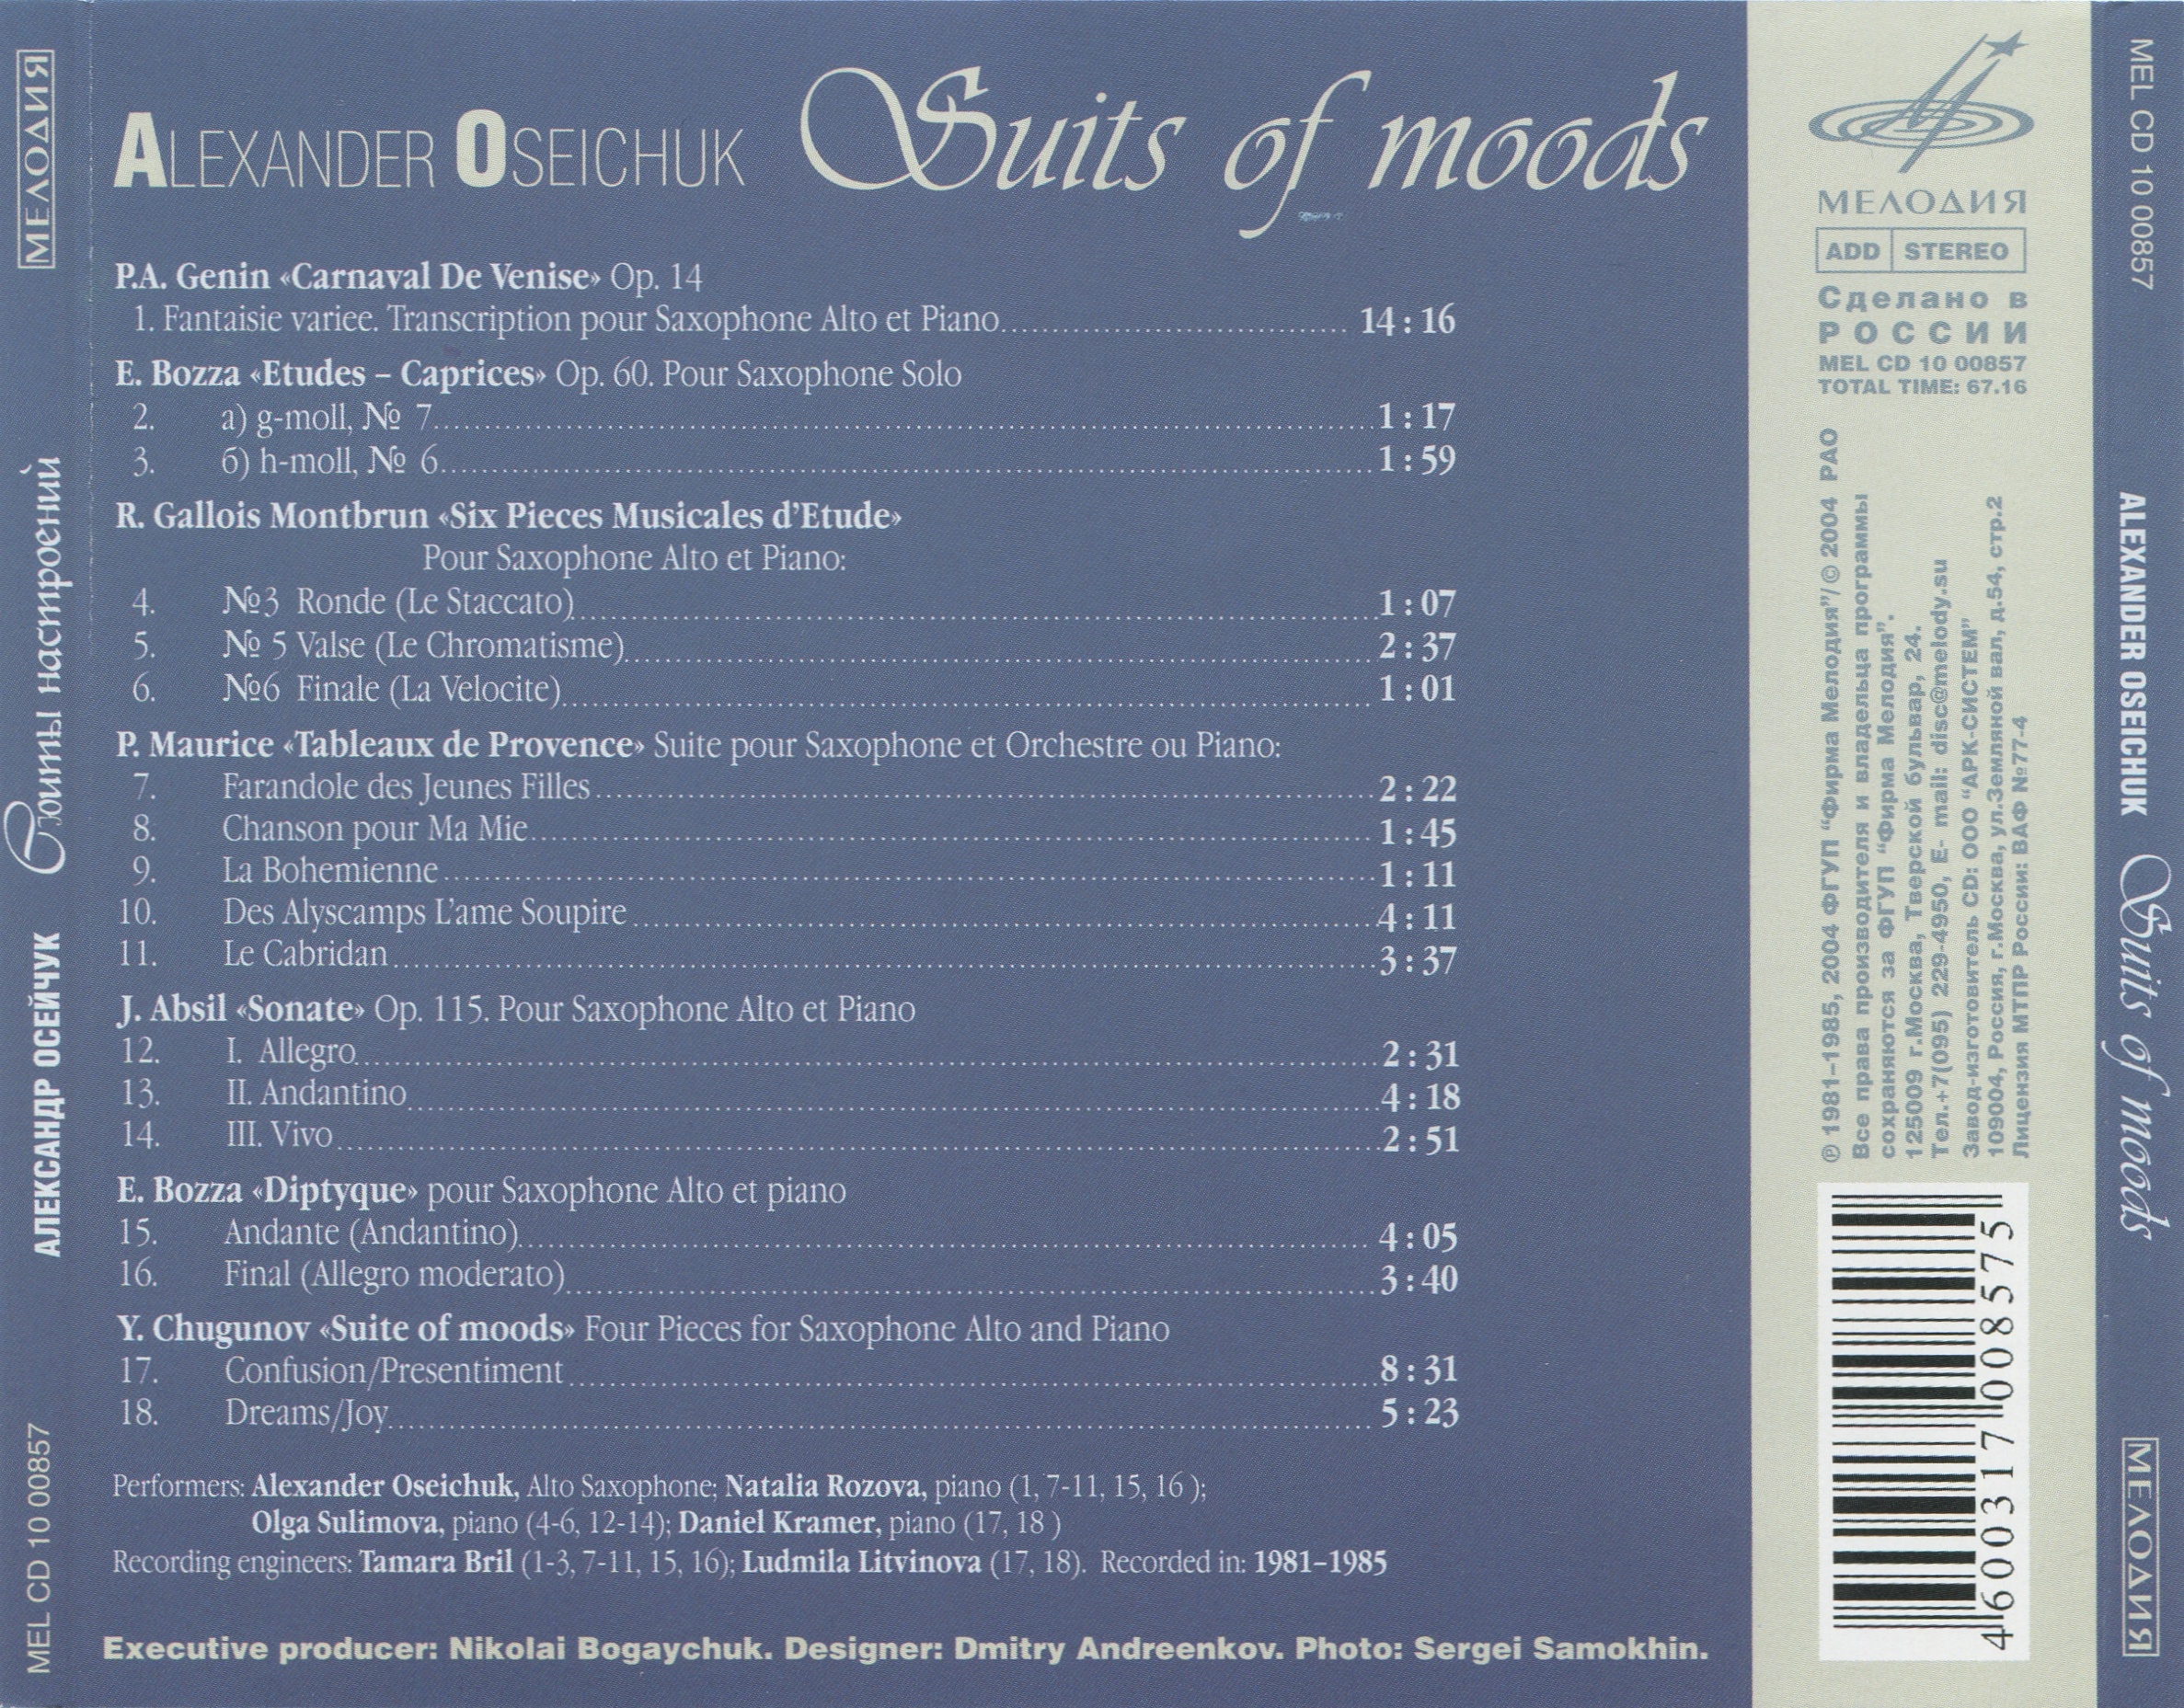 МЕЛОДИЯ
Сюиты настроений
АЛЕКСАНДР ОСЕЙЧУК
MEL CD 10 00857
ALEXANDER OSEICHUK Suits of moods
P.A. Genin «Carnaval De Venise» Op. 14
1. Fantaisie variee. Transcription pour Saxophone Alto et Piano 14:16
E. Bozza «Etudes – Caprices» Op. 60. Pour Saxophone Solo
2. a) g-moll, № 7 1:17
3. б) h-moll, № 6 1:59
R. Gallois Montbrun «Six Pieces Musicales d'Etude»
Pour Saxophone Alto et Piano:
4. №3 Ronde (Le Staccato) 1:07
5. № 5 Valse (Le Chromatisme) 2:37
6. №6 Finale (La Velocite) 1:01
P. Maurice «Tableaux de Provence» Suite pour Saxophone et Orchestre ou Piano:
7. Farandole des Jeunes Filles 2:22
8. Chanson pour Ma Mie 1:45
9. La Bohemienne 1:11
10. Des Alyscamps L'ame Soupire 4:11
11. Le Cabridan 3:37
J. Absil «Sonate» Op. 115. Pour Saxophone Alto et Piano
12. I. Allegro 2:31
13. II. Andantino 4:18
14. III. Vivo 2:51
E. Bozza «Diptyque» pour Saxophone Alto et piano
15. Andante (Andantino) 4:05
16. Final (Allegro moderato) 3:40
Y. Chugunov «Suite of moods» Four Pieces for Saxophone Alto and Piano
17. Confusion/Presentiment 8:31
18. Dreams/Joy 5:23
Performers: Alexander Oseichuk, Alto Saxophone; Natalia Rozova, piano (1, 7-11, 15, 16 );
Olga Sulimova, piano (4-6, 12-14); Daniel Kramer, piano (17, 18 )
Recording engineers: Tamara Bril (1-3, 7-11, 15, 16); Ludmila Litvinova (17, 18). Recorded in: 1981–1985
Executive producer: Nikolai Bogaychuk. Designer: Dmitry Andreenkov. Photo: Sergei Samokhin.
МЕЛОДИЯ
ADD STEREO
Сделано в
РОССИИ
MEL CD 10 00857
TOTAL TIME: 67.16
℗ 1981–1985, 2004 ФГУП “Фирма Мелодия”/ © 2004 РАО
Все права производителя и владельца программы
сохраняются за ФГУП “Фирма Мелодия”.
125009 г.Москва, Тверской бульвар, 24.
Тел.+7(095) 229-4950, E- mail: disc@melody.su
Завод-изготовитель CD: ООО “АРК-СИСТЕМ”
109004, Россия, г.Москва, ул.Земляной вал, д.54, стр.2
Лицензия МТПР России: ВАФ №77-4
4 600317 008575
MEL CD 10 00857
ALEXANDER OSEICHUK
Suits of moods
МЕЛОДИЯ